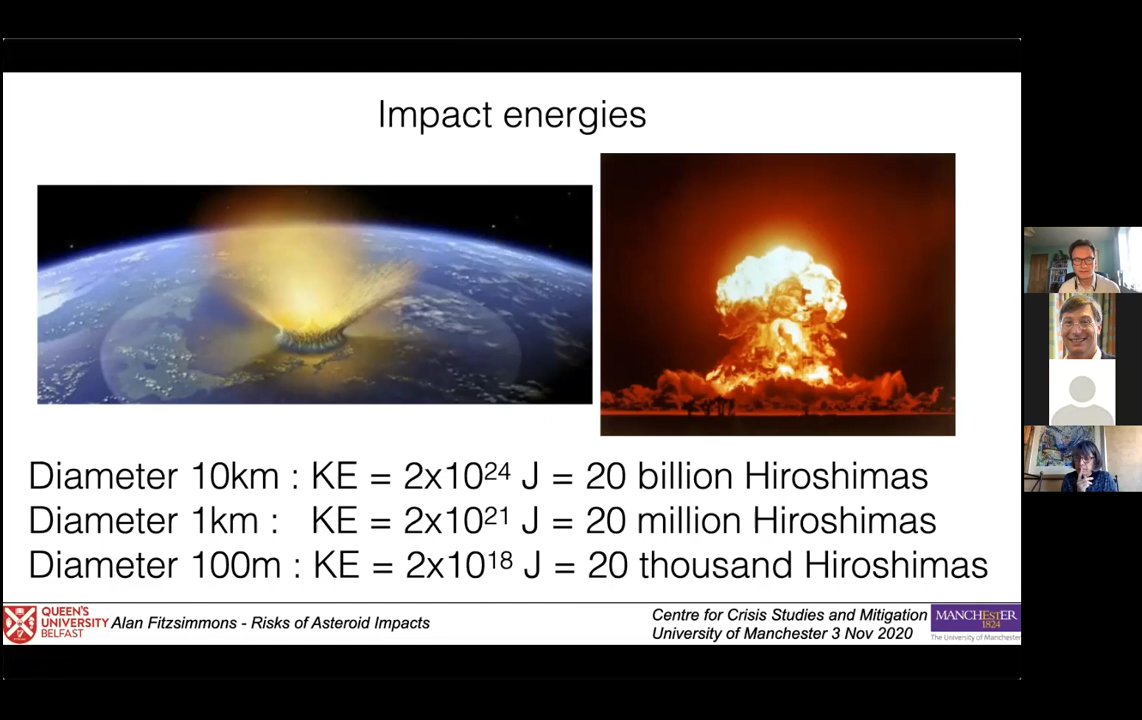 Impact energies
Diameter 10km : KE = 2x10²⁴ J = 20 billion Hiroshimas
Diameter 1km : KE = 2x10²¹ J = 20 million Hiroshimas
Diameter 100m : KE = 2x10¹⁸ J = 20 thousand Hiroshimas
QUEEN'S
UNIVERSITY
BELFAST
Alan Fitzsimmons - Risks of Asteroid Impacts
Centre for Crisis Studies and Mitigation
University of Manchester 3 Nov 2020
MANCHESTER
1824
The University of Manchester